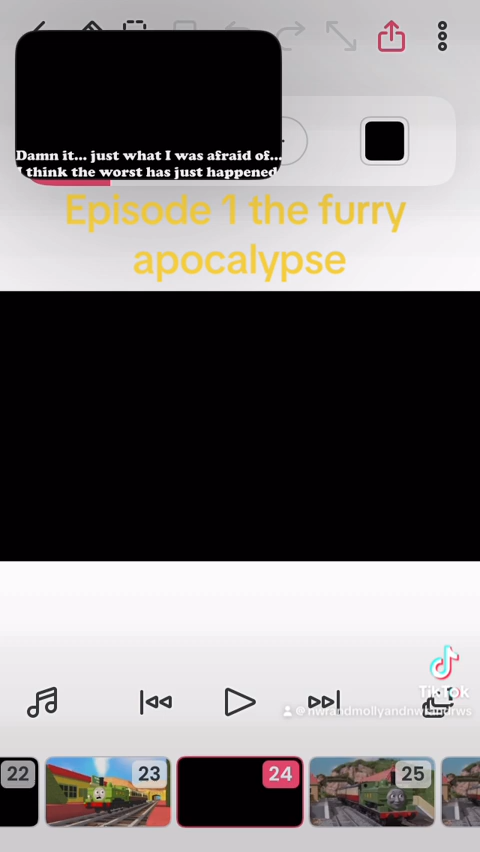 Damn it... just what I was afraid of...
I think the worst has just happened
Episode 1 the furry
apocalypse
TikTok
@nwrandmollyandnwrandrws
22
23
24
25